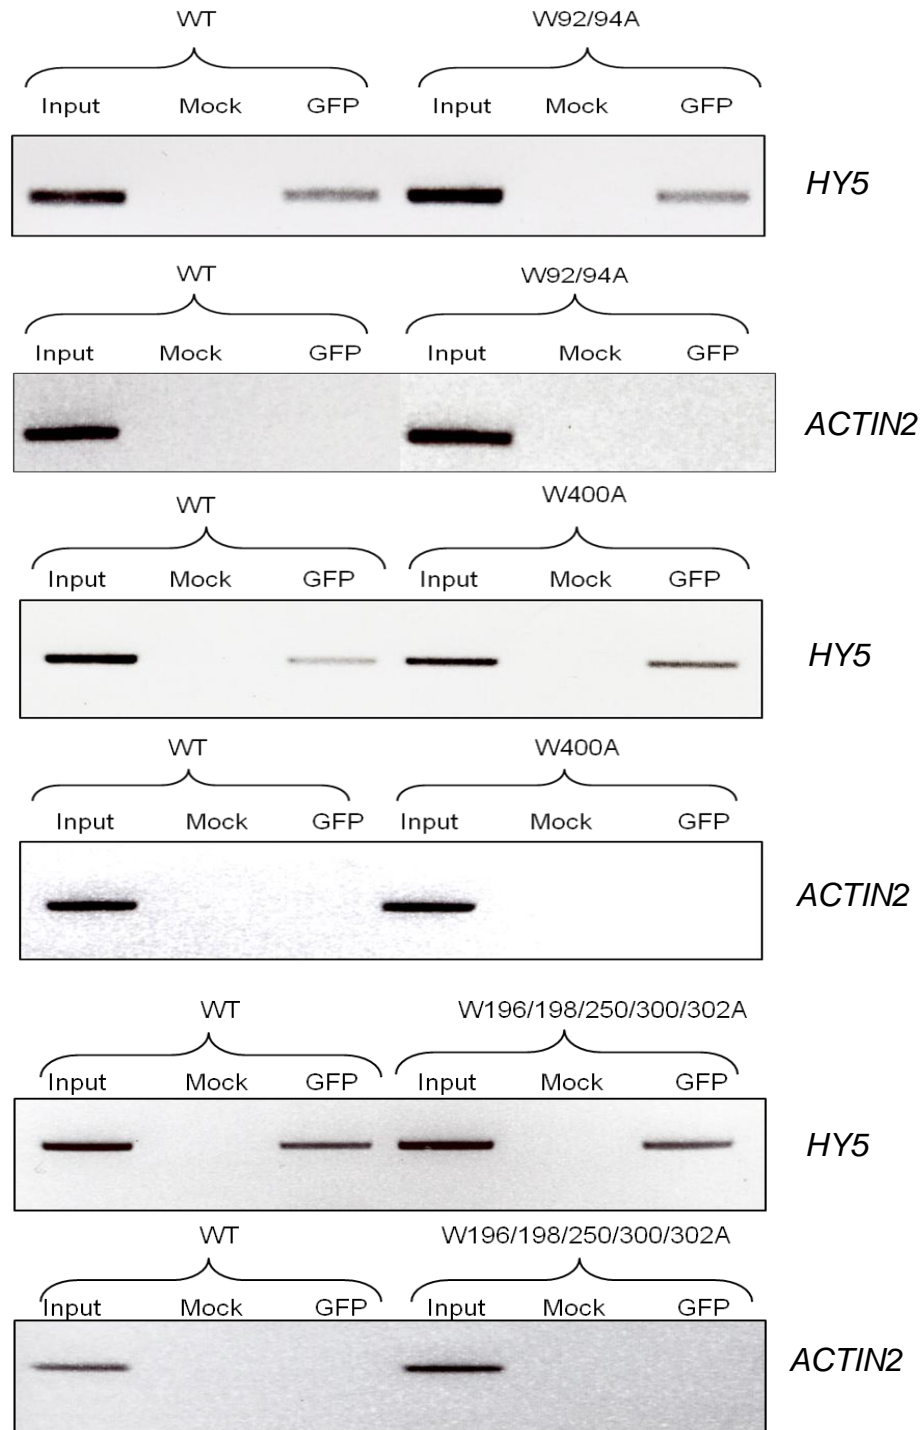 WT W92/94A
Input Mock GFP Input Mock GFP
HY5
WT W92/94A
Input Mock GFP Input Mock GFP
ACTIN2
WT W400A
Input Mock GFP Input Mock GFP
HY5
WT W400A
Input Mock GFP Input Mock GFP
ACTIN2
WT W196/198/250/300/302A
Input Mock GFP Input Mock GFP
HY5
WT W196/198/250/300/302A
Input Mock GFP Input Mock GFP
ACTIN2